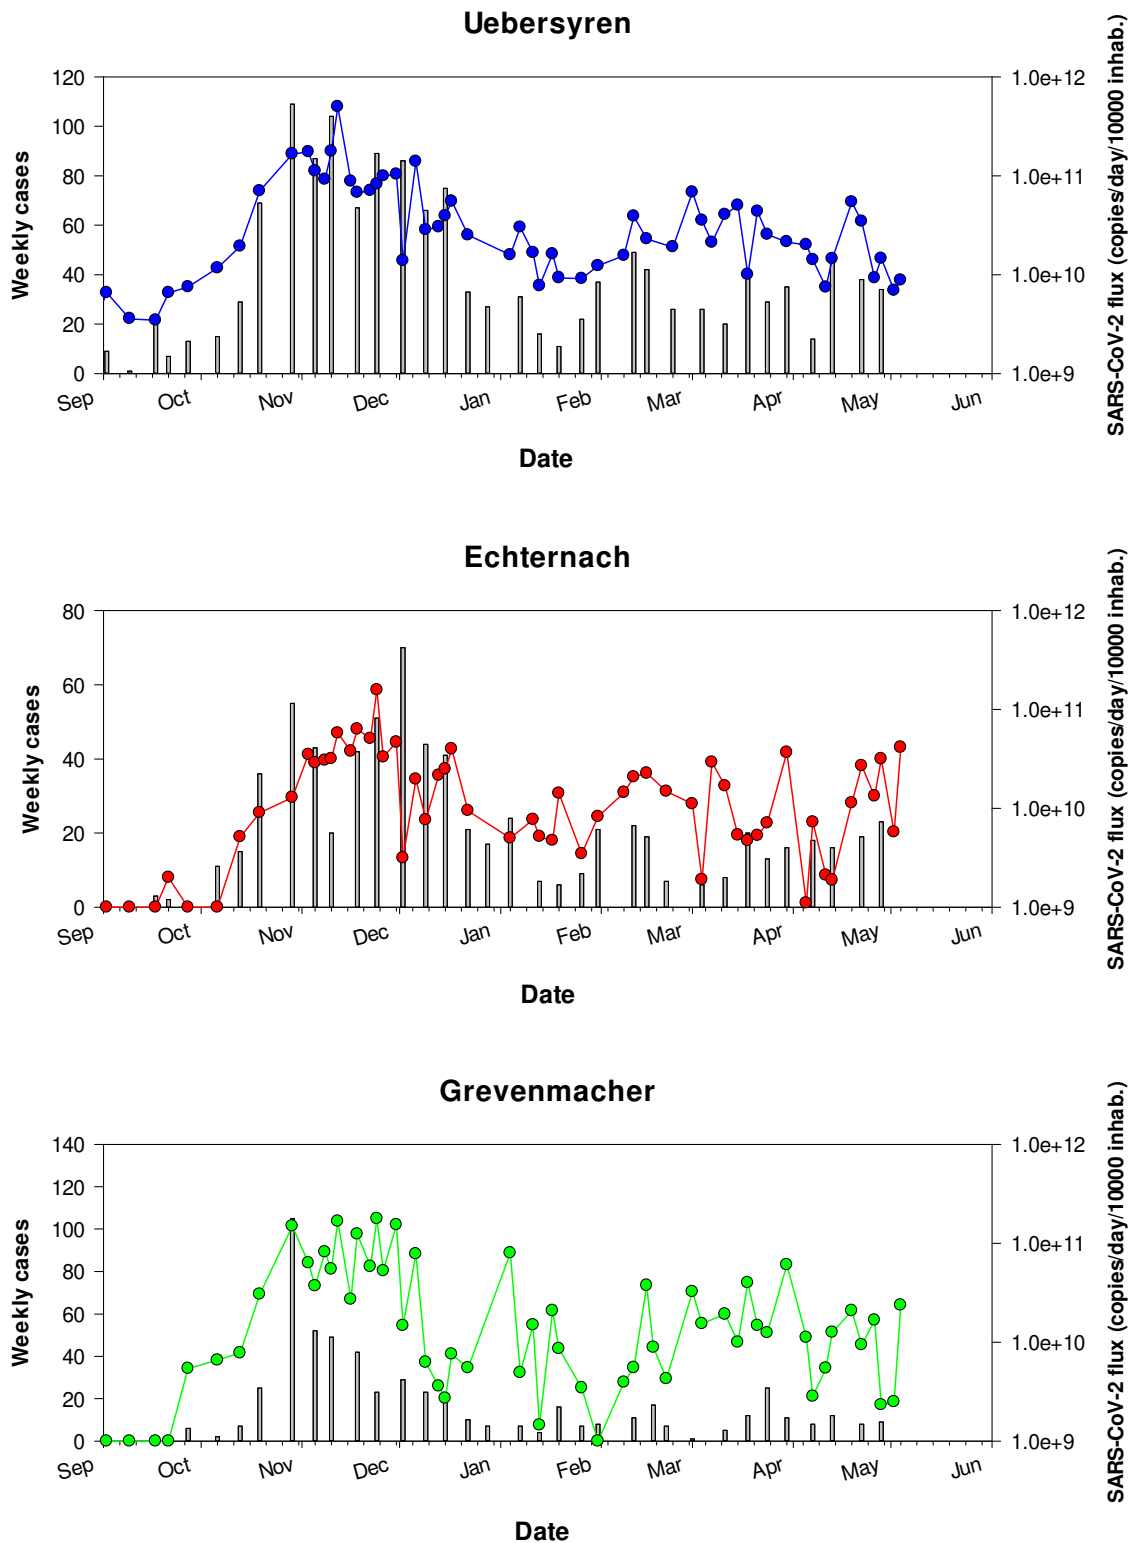 Uebersyren
120
100
80
60
40
20
0
Weekly cases
1.0e+12
1.0e+11
1.0e+10
1.0e+9
SARS-CoV-2 flux (copies/day/10000 inhab.)
Sep Oct Nov Dec Jan Feb Mar Apr May Jun
Date
Echternach
80
60
40
20
0
Weekly cases
1.0e+12
1.0e+11
1.0e+10
1.0e+9
SARS-CoV-2 flux (copies/day/10000 inhab.)
Sep Oct Nov Dec Jan Feb Mar Apr May Jun
Date
Grevenmacher
140
120
100
80
60
40
20
0
Weekly cases
1.0e+12
1.0e+11
1.0e+10
1.0e+9
SARS-CoV-2 flux (copies/day/10000 inhab.)
Sep Oct Nov Dec Jan Feb Mar Apr May Jun
Date